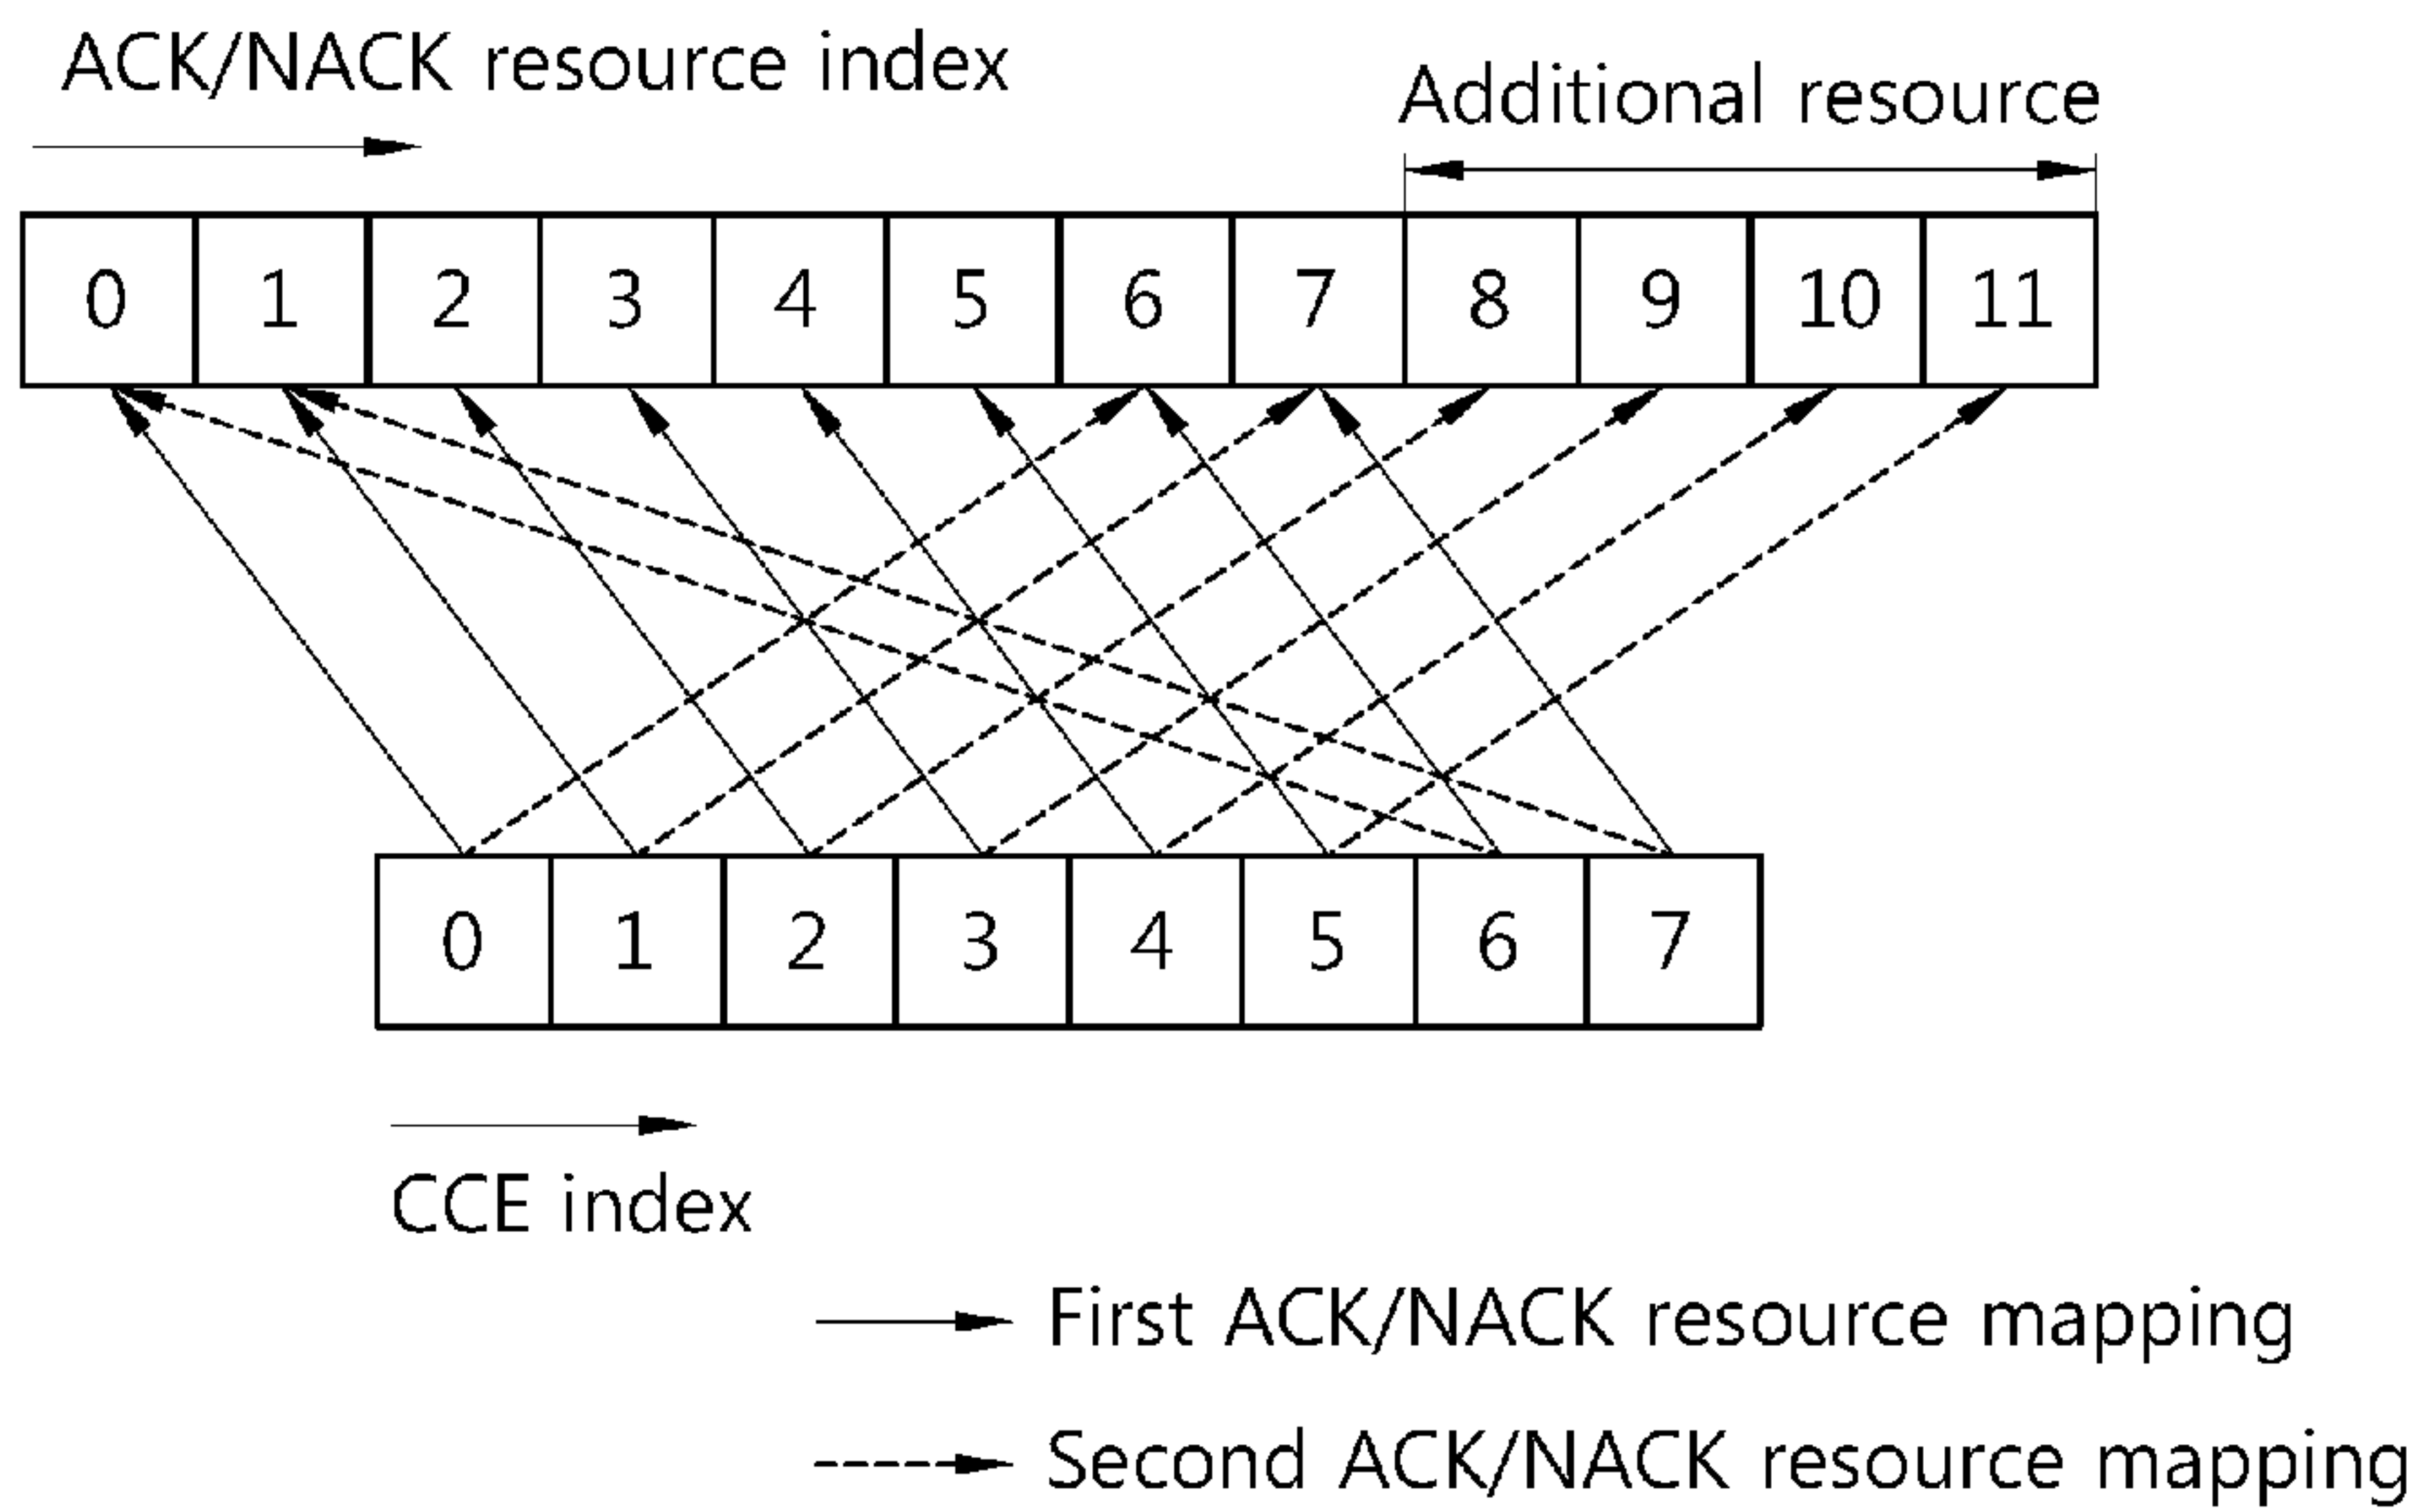 ACK/NACK resource index
Additional resource
0 1 2 3 4 5 6 7 8 9 10 11
0 1 2 3 4 5 6 7
CCE index
First ACK/NACK resource mapping
Second ACK/NACK resource mapping